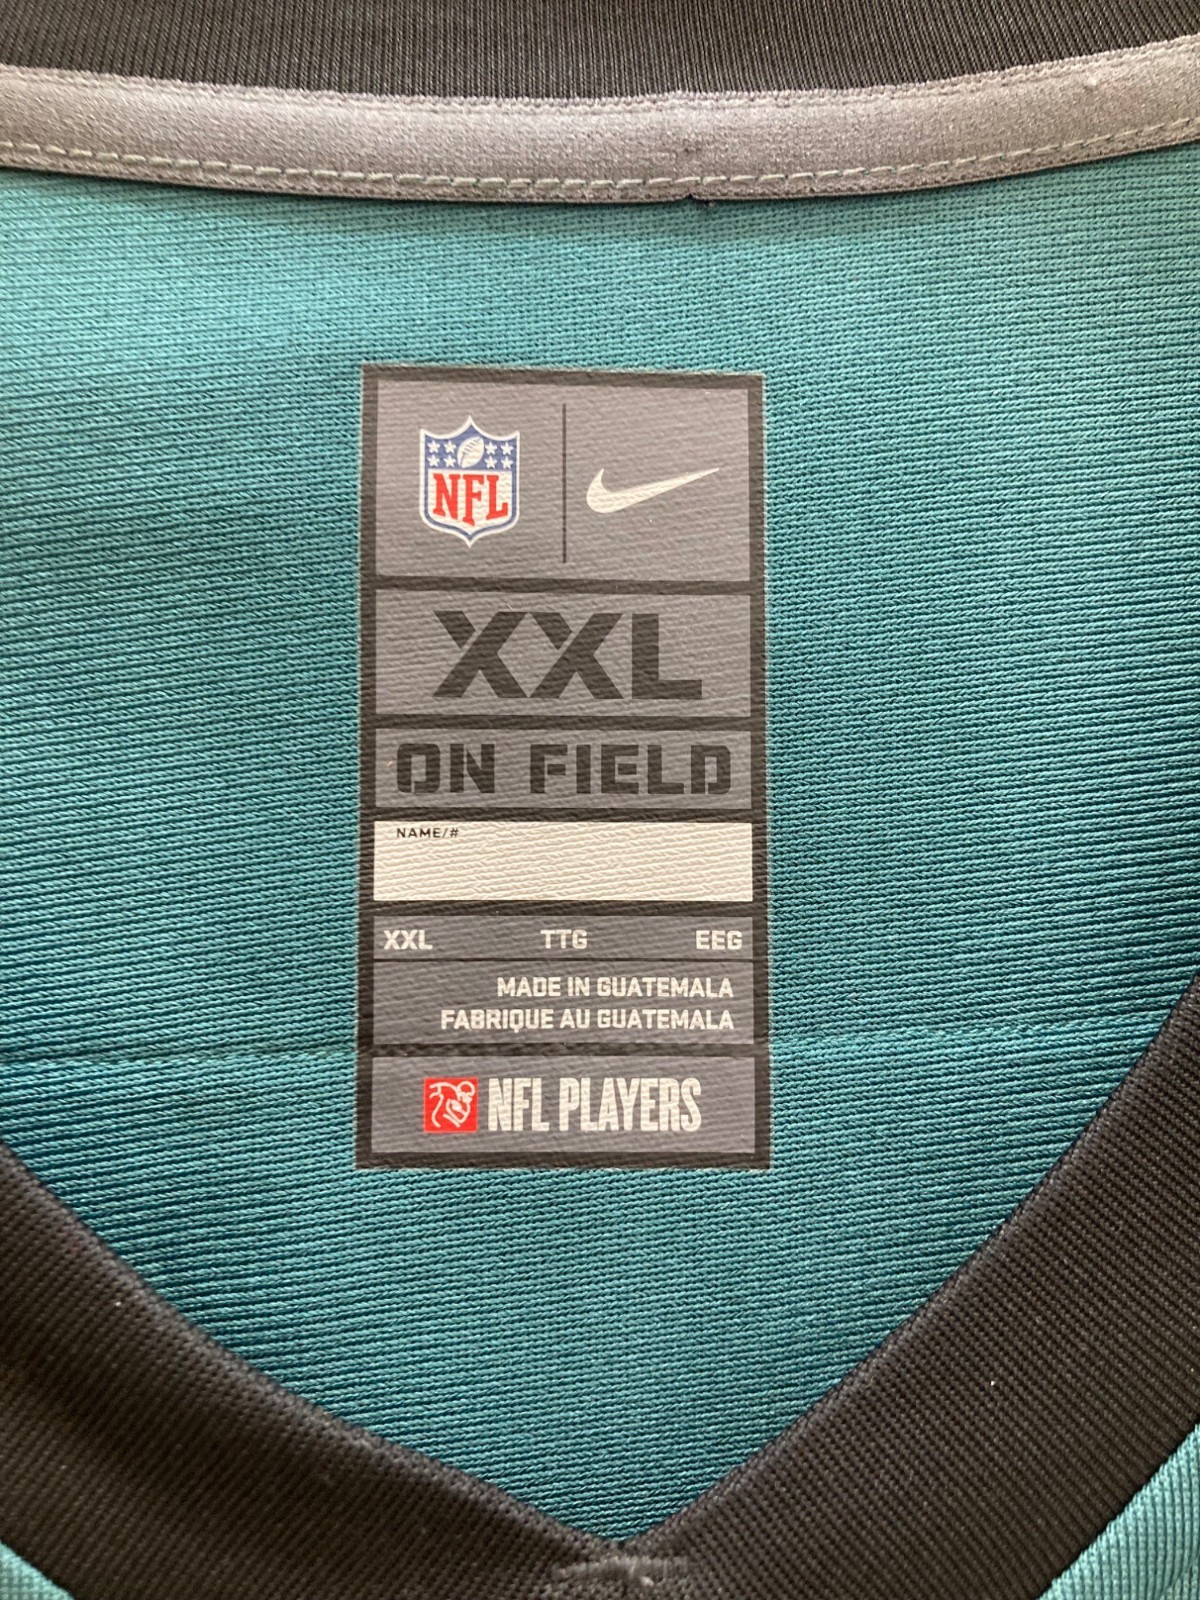 NFL
XXL
ON FIELD
NAME/#
XXL TTG EEG
MADE IN GUATEMALA
FABRIQUE AU GUATEMALA
NFL PLAYERS